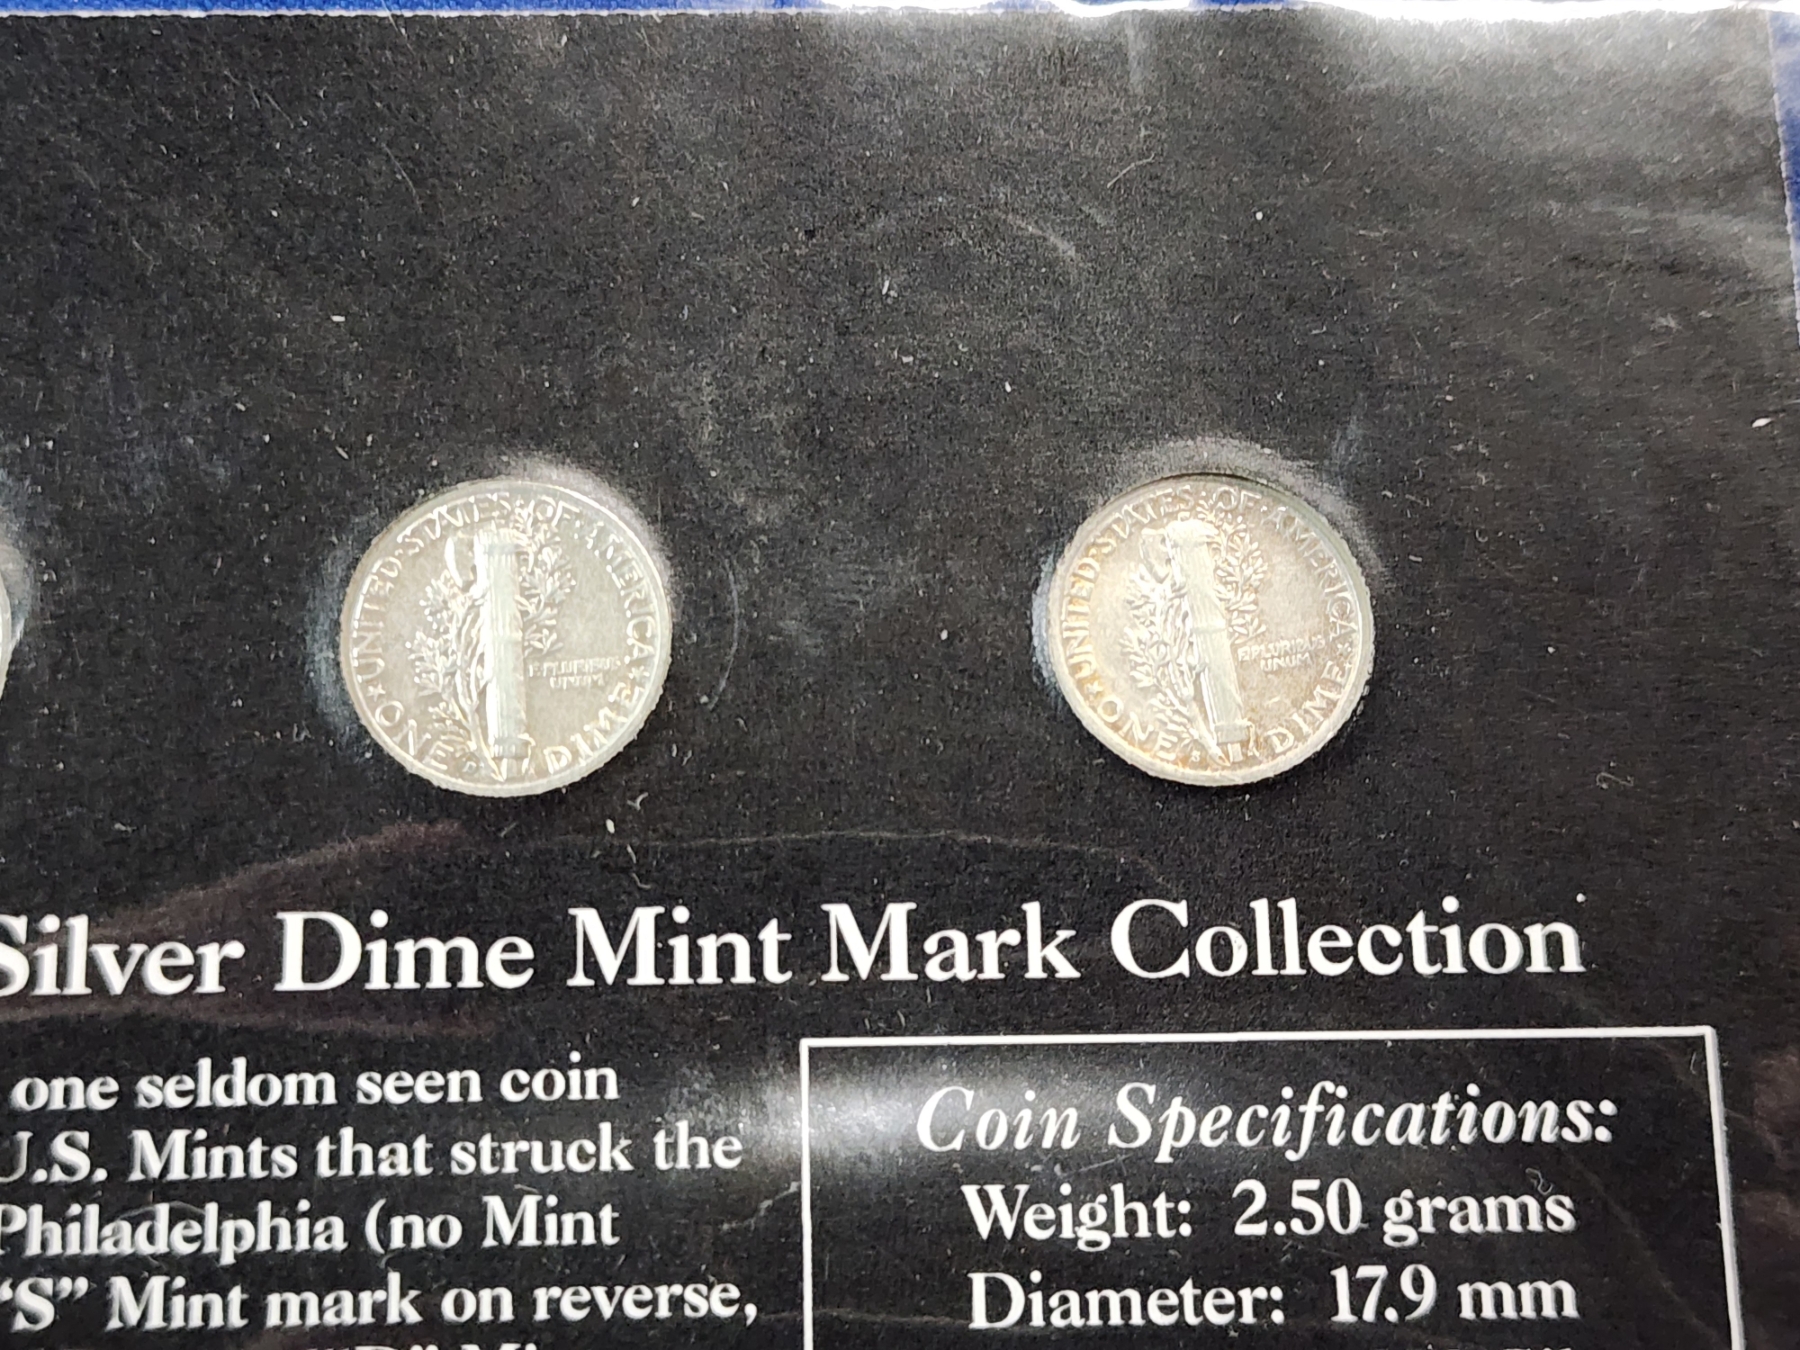 UNITED·STATES·OF·AMERICA
E·PLURIBUS
UNUM
ONE DIME
D
UNITED·STATES·OF·AMERICA
E·PLURIBUS
UNUM
ONE DIME
S
Silver Dime Mint Mark Collection
one seldom seen coin
U.S. Mints that struck the
Philadelphia (no Mint
"S" Mint mark on reverse,
Coin Specifications:
Weight: 2.50 grams
Diameter: 17.9 mm